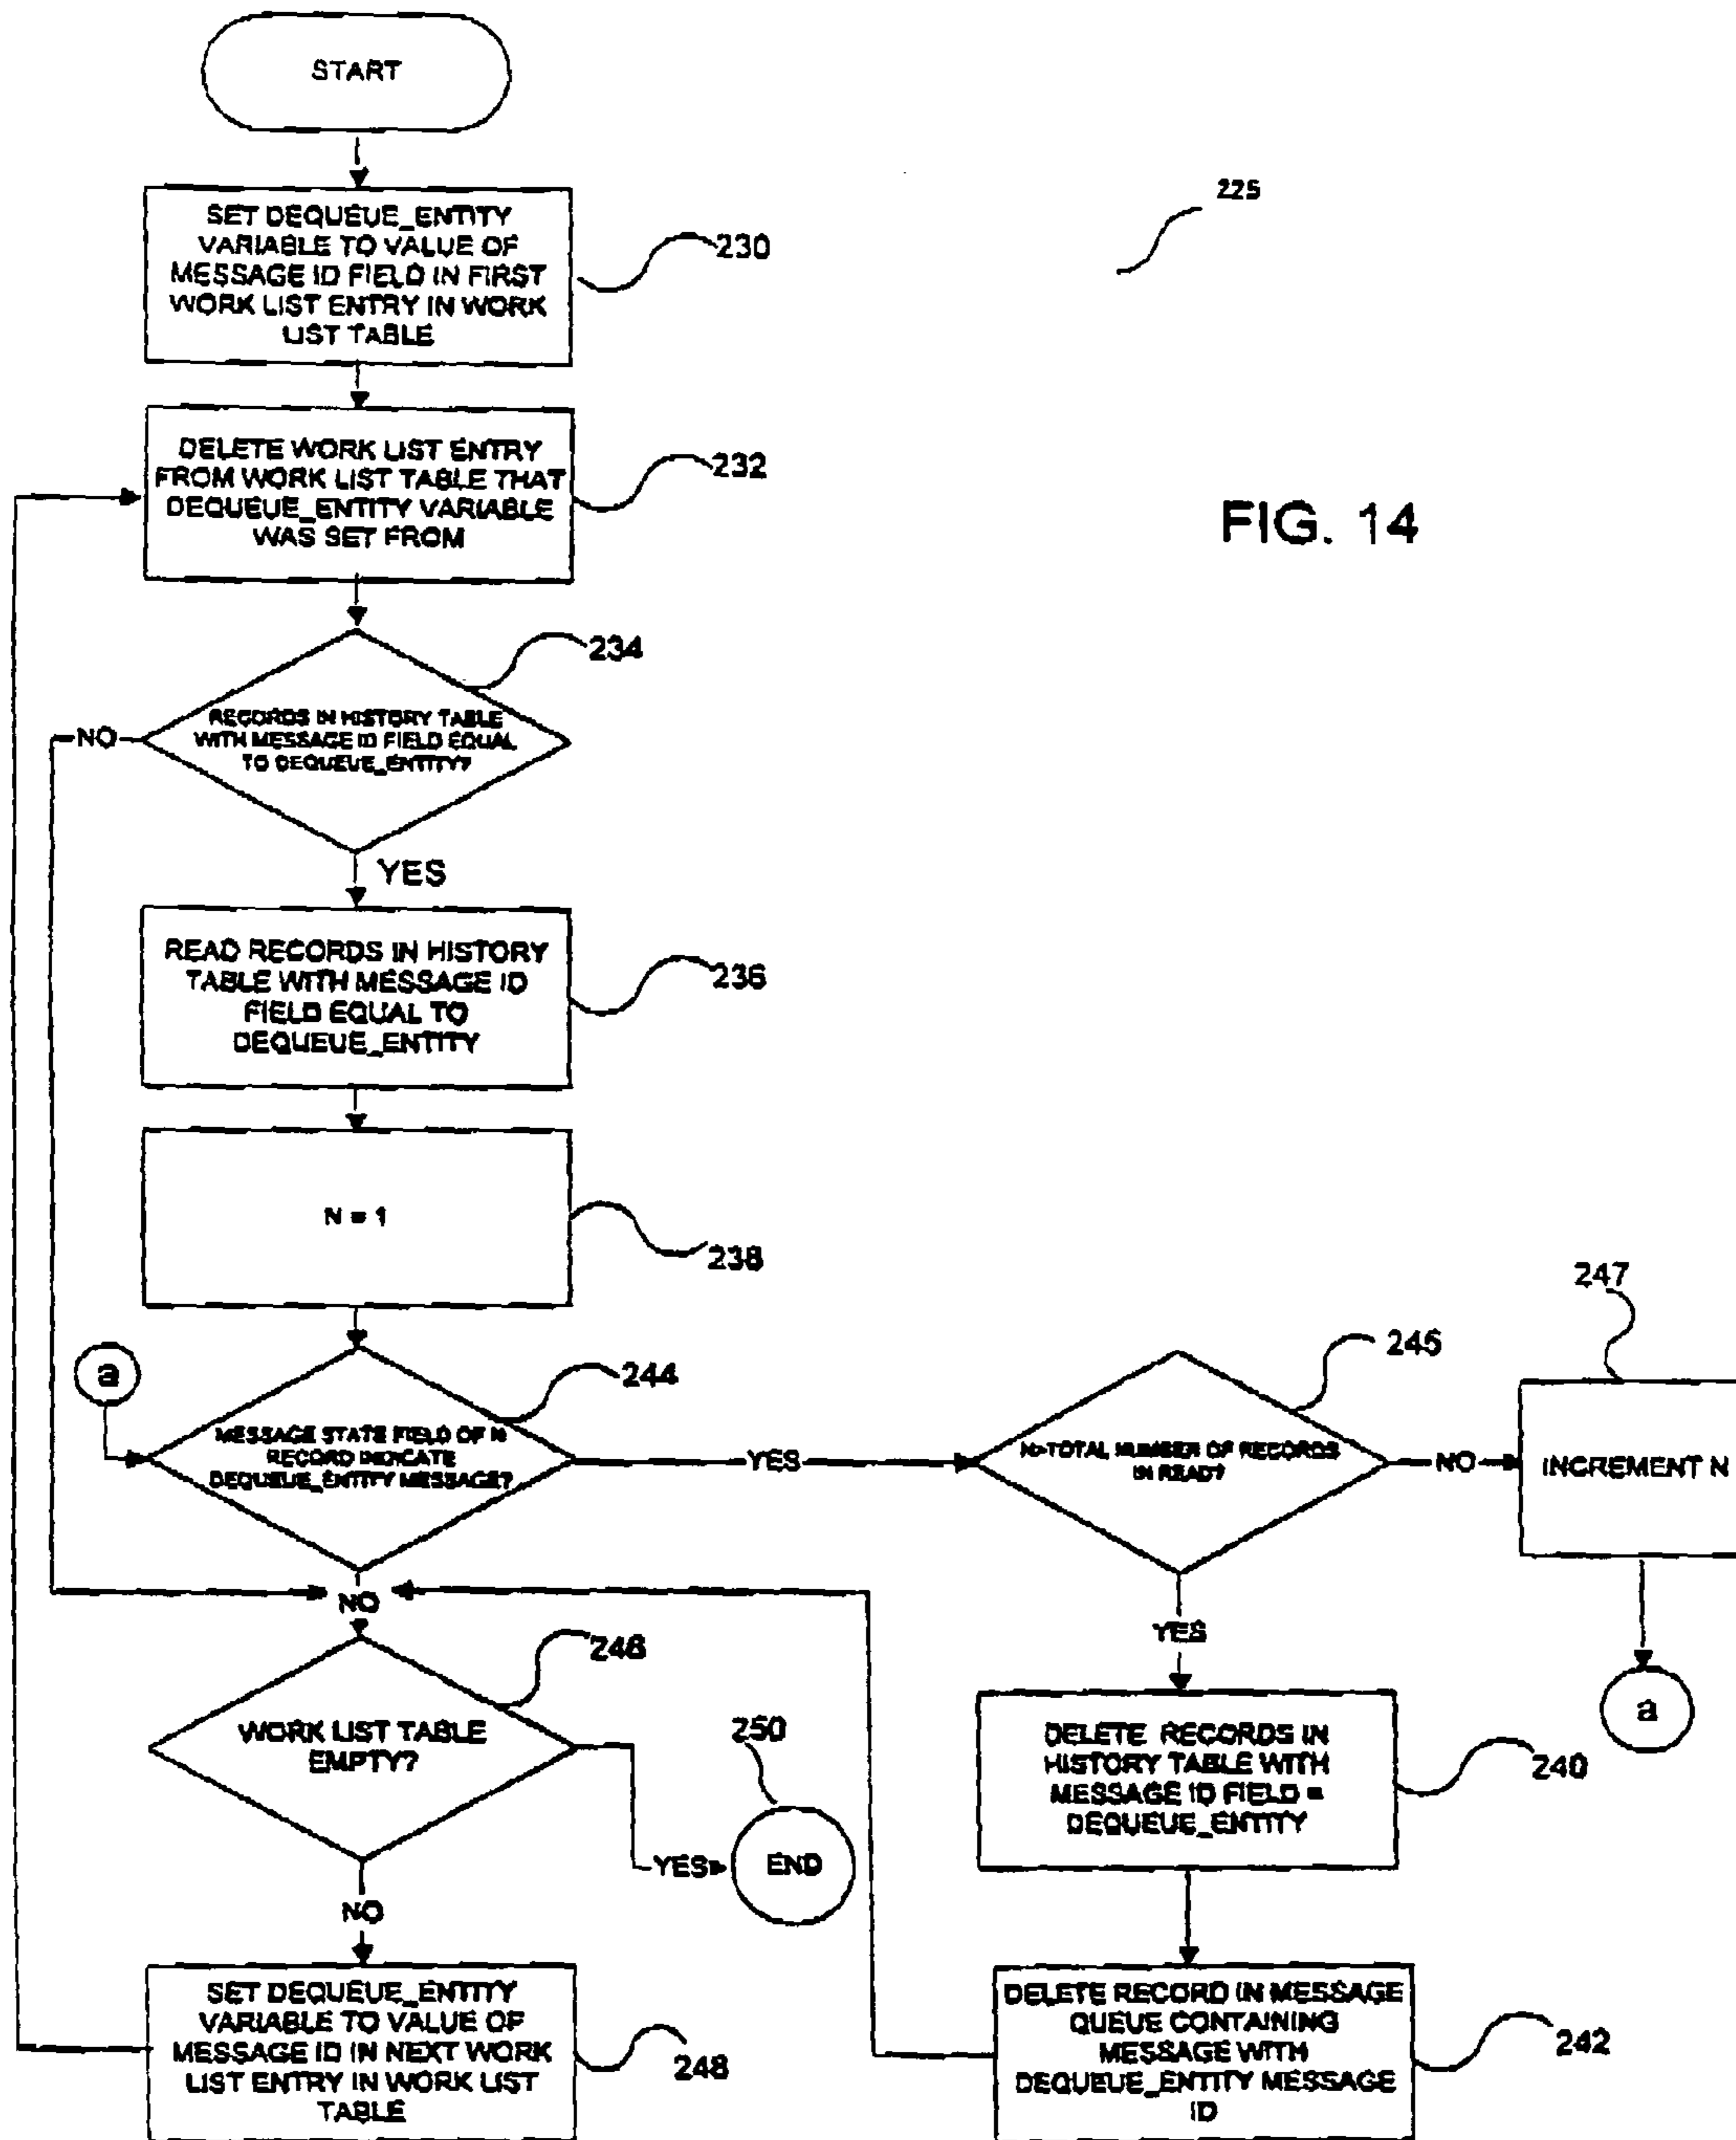 START
225
SET DEQUEUE_ENTITY
VARIABLE TO VALUE OF
MESSAGE ID FIELD IN FIRST
WORK LIST ENTRY IN WORK
LIST TABLE
230
DELETE WORK LIST ENTRY
FROM WORK LIST TABLE THAT
DEQUEUE_ENTITY VARIABLE
WAS SET FROM
232
FIG. 14
234
RECORDS IN HISTORY TABLE
WITH MESSAGE ID FIELD EQUAL
TO DEQUEUE_ENTITY?
NO
YES
READ RECORDS IN HISTORY
TABLE WITH MESSAGE ID
FIELD EQUAL TO
DEQUEUE_ENTITY
236
N = 1
238
a
244
MESSAGE STATE FIELD OF N
RECORD INDICATE
DEQUEUE_ENTITY MESSAGE?
YES
245
N>TOTAL NUMBER OF RECORDS
IN READ?
NO
247
INCREMENT N
a
NO
YES
246
WORK LIST TABLE
EMPTY?
YES
250
END
DELETE RECORDS IN
HISTORY TABLE WITH
MESSAGE ID FIELD =
DEQUEUE_ENTITY
240
NO
SET DEQUEUE_ENTITY
VARIABLE TO VALUE OF
MESSAGE ID IN NEXT WORK
LIST ENTRY IN WORK LIST
TABLE
248
DELETE RECORD IN MESSAGE
QUEUE CONTAINING
MESSAGE WITH
DEQUEUE_ENTITY MESSAGE
ID
242